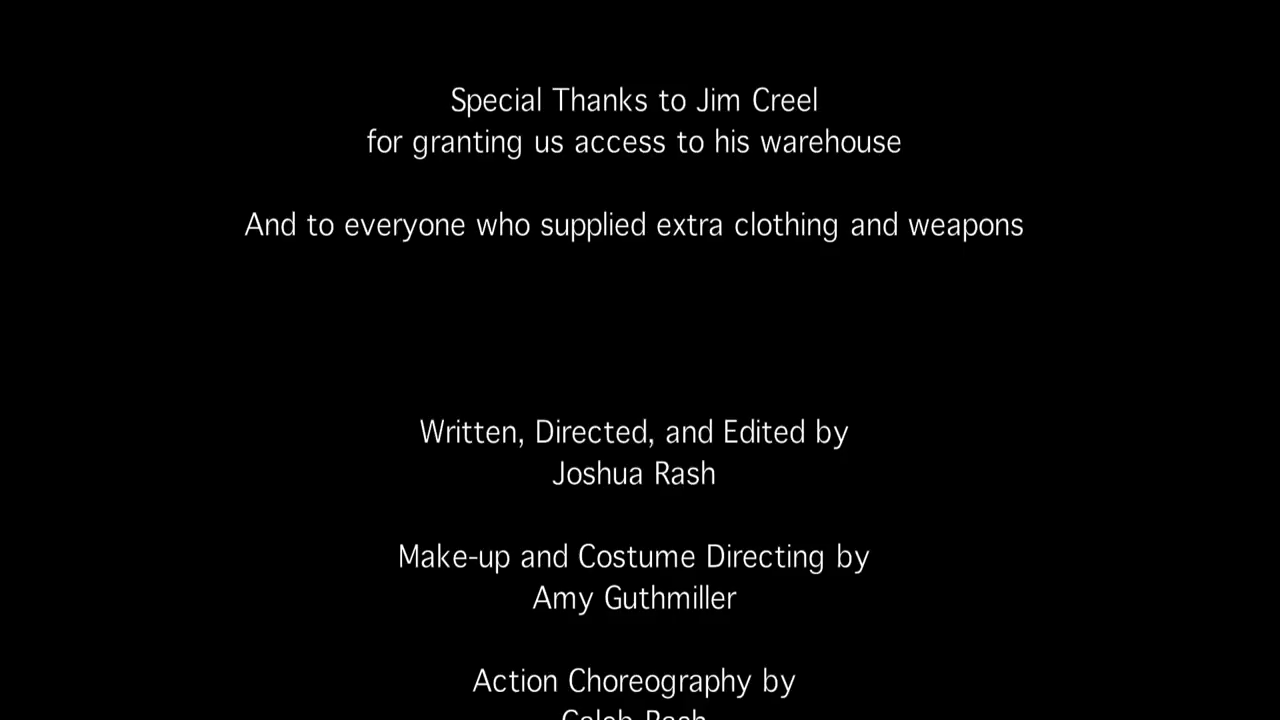 Special Thanks to Jim Creel
for granting us access to his warehouse
And to everyone who supplied extra clothing and weapons
Written, Directed, and Edited by
Joshua Rash
Make-up and Costume Directing by
Amy Guthmiller
Action Choreography by
Caleb Rash